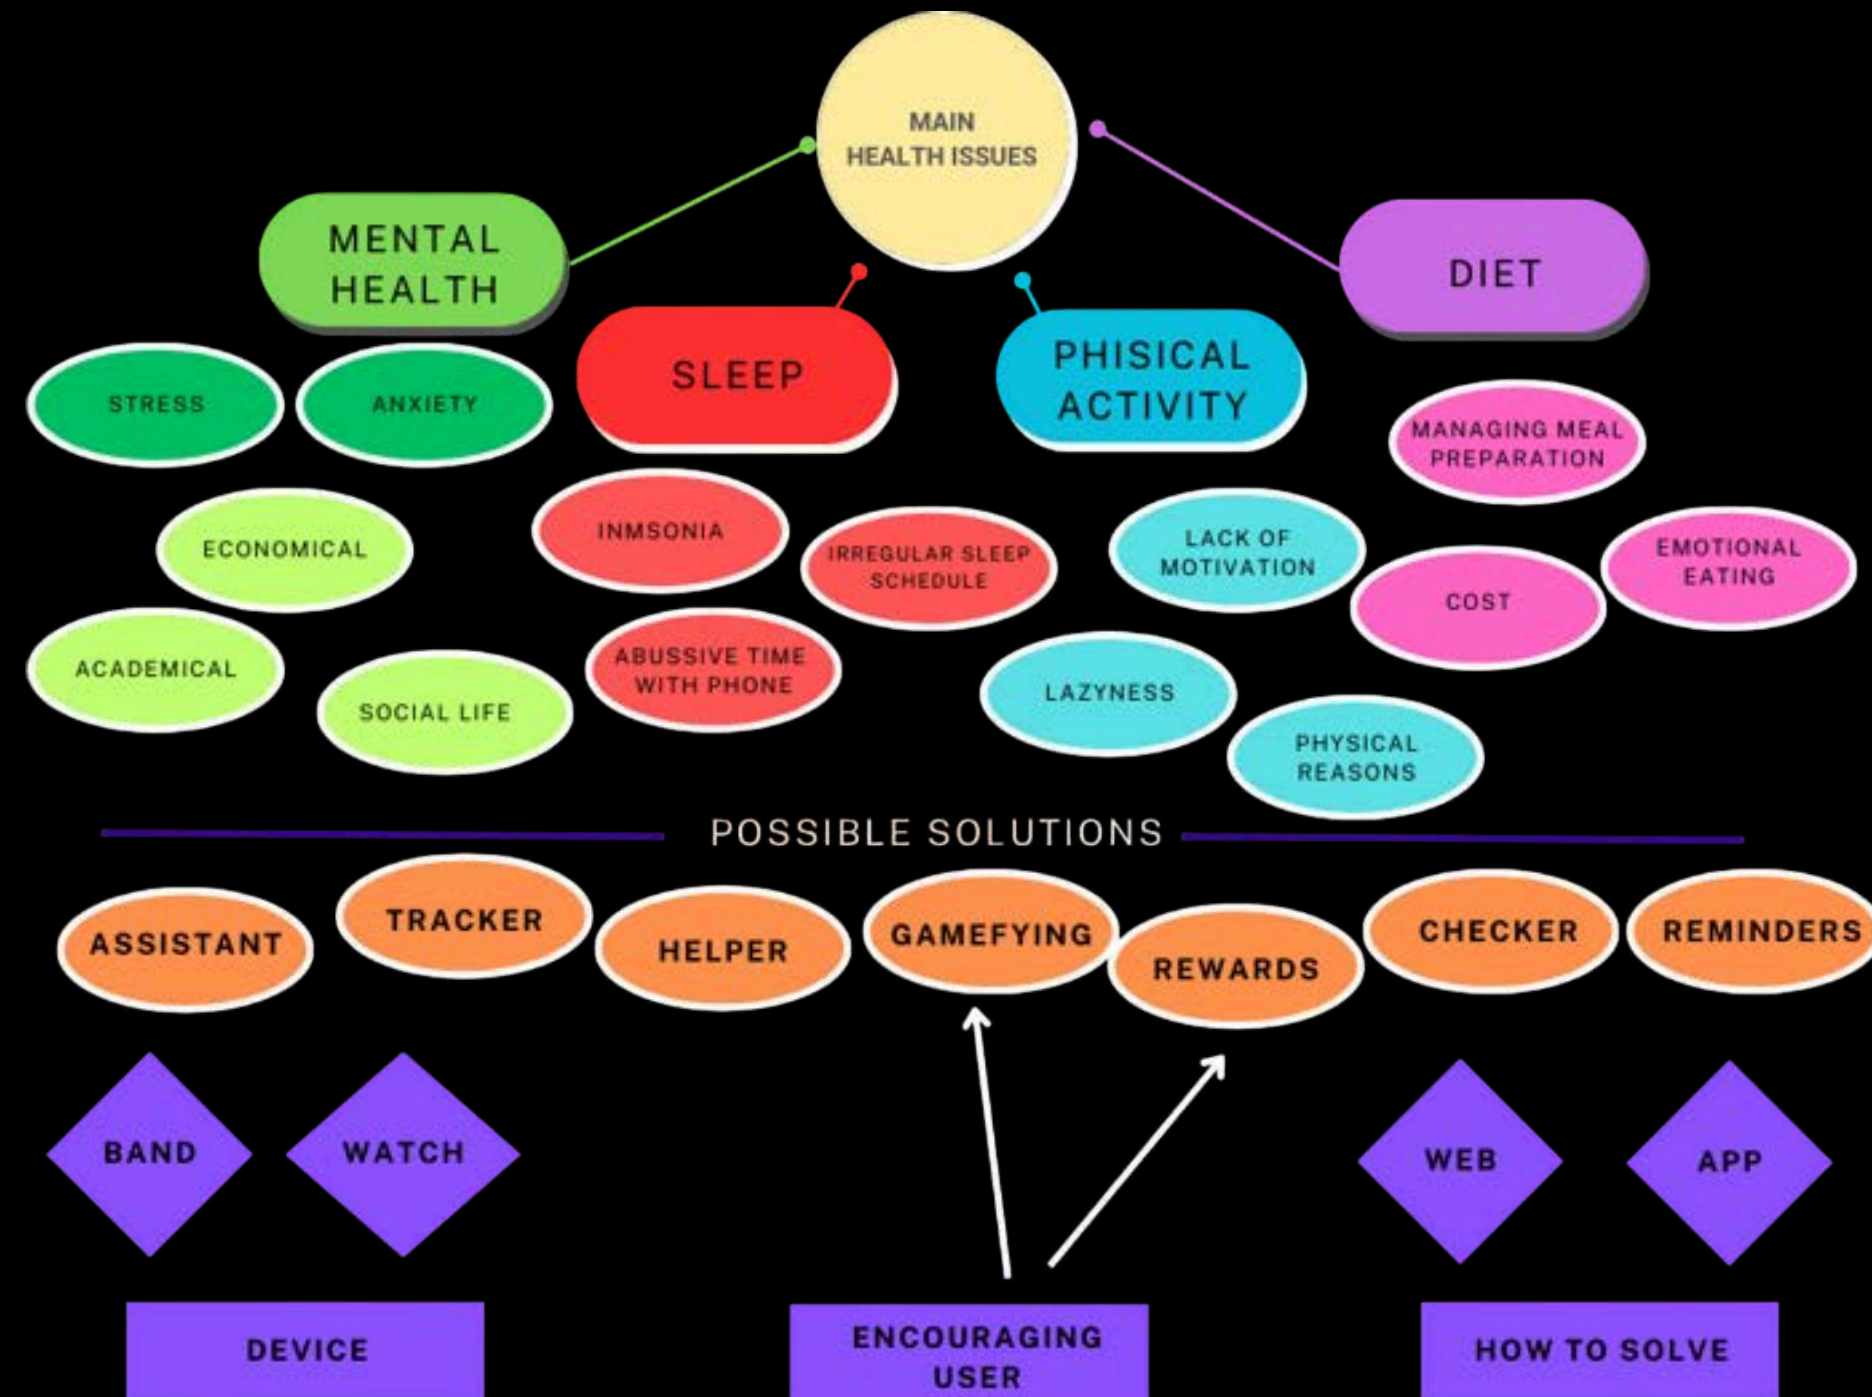 MAIN
HEALTH ISSUES
MENTAL
HEALTH
DIET
SLEEP
PHISICAL
ACTIVITY
STRESS
ANXIETY
ECONOMICAL
ACADEMICAL
SOCIAL LIFE
INMSONIA
IRREGULAR SLEEP
SCHEDULE
ABUSSIVE TIME
WITH PHONE
LACK OF
MOTIVATION
LAZYNESS
PHYSICAL
REASONS
MANAGING MEAL
PREPARATION
COST
EMOTIONAL
EATING
POSSIBLE SOLUTIONS
ASSISTANT
TRACKER
HELPER
GAMEFYING
REWARDS
CHECKER
REMINDERS
BAND
WATCH
WEB
APP
DEVICE
ENCOURAGING
USER
HOW TO SOLVE